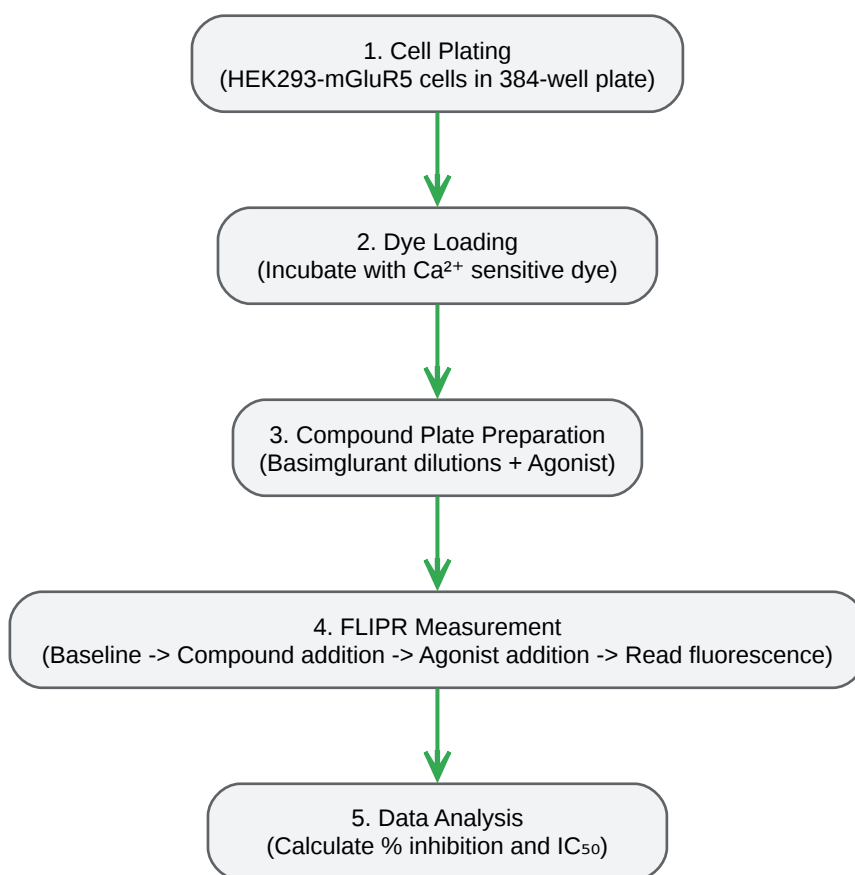 1. Cell Plating
(HEK293-mGluR5 cells in 384-well plate)
2. Dye Loading
(Incubate with Ca²⁺ sensitive dye)
3. Compound Plate Preparation
(Basimglurant dilutions + Agonist)
4. FLIPR Measurement
(Baseline -> Compound addition -> Agonist addition -> Read fluorescence)
5. Data Analysis
(Calculate % inhibition and IC₅₀)